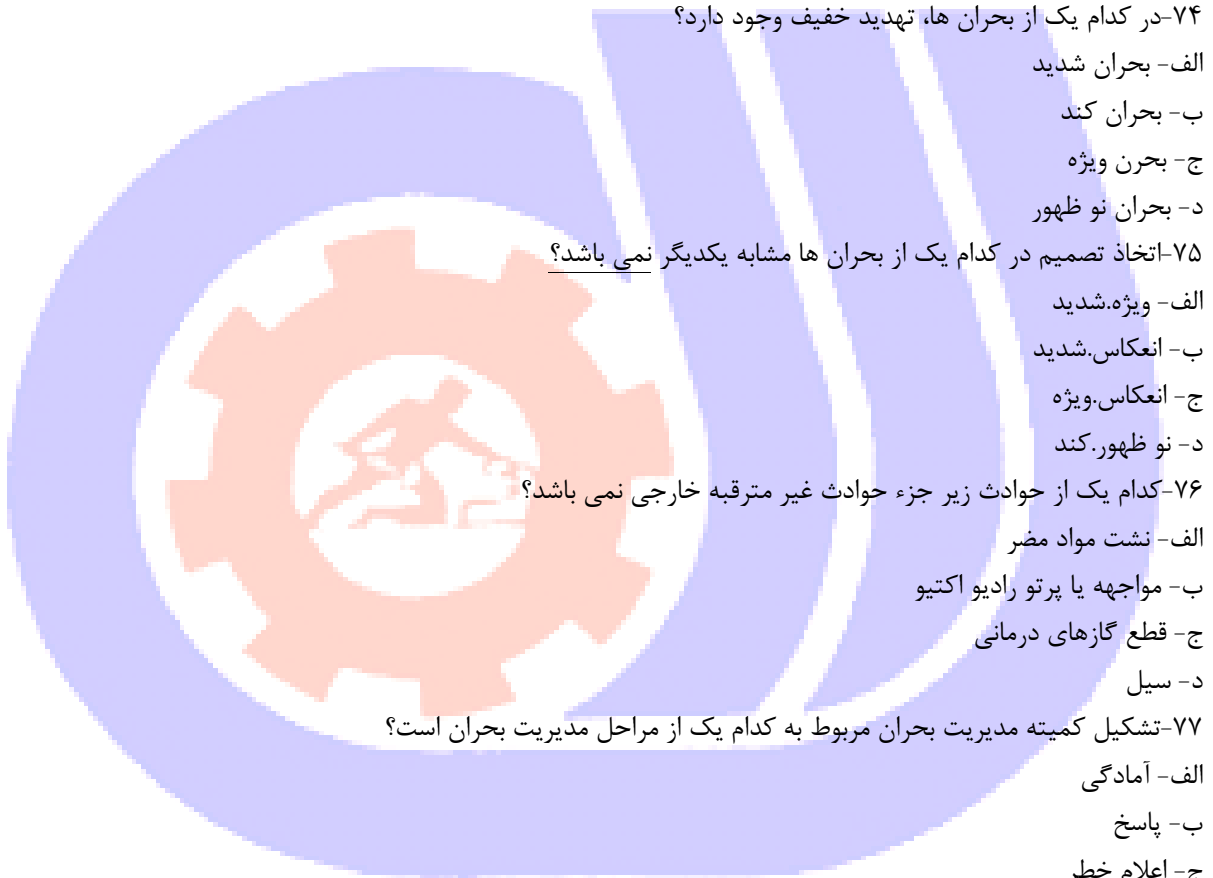 ۷۴-در کدام یک از بحران ها، تهدید خفیف وجود دارد؟
الف- بحران شدید
ب- بحران کند
ج- بحرن ویژه
د- بحران نو ظهور
۷۵-اتخاذ تصمیم در کدام یک از بحران ها مشابه یکدیگر نمی باشد؟
الف- ویژه.شدید
ب- انعکاس.شدید
ج- انعکاس.ویژه
د- نو ظهور.کند
۷۶-کدام یک از حوادث زیر جزء حوادث غیر مترقبه خارجی نمی باشد؟
الف- نشت مواد مضر
ب- مواجهه یا پرتو رادیو اکتیو
ج- قطع گازهای درمانی
د- سیل
۷۷-تشکیل کمیته مدیریت بحران مربوط به کدام یک از مراحل مدیریت بحران است؟
الف- آمادگی
ب- پاسخ
ج- اعلام خطر